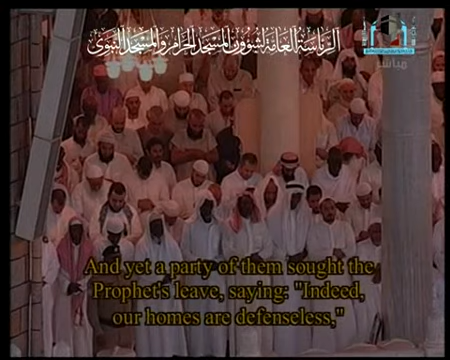 الرئاسة العامة لشؤون المسجد الحرام والمسجد النبوي
مباشر
And yet a party of them sought the
Prophet's leave, saying: "Indeed,
our homes are defenseless,"